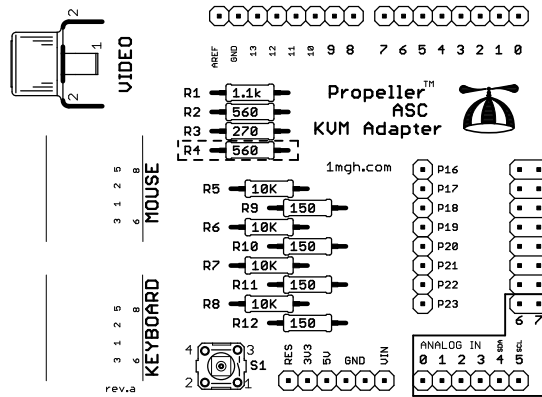 AREF GND 13 12 11 10 9 8 7 6 5 4 3 2 1 0
2
1
2
VIDEO
R1 1.1k
R2 560
R3 270
R4 560
Propeller™
ASC
KVM Adapter
1mgh.com
5 8
2
1
3 6
MOUSE
R5 10K
R9 150
R6 10K
R10 150
R7 10K
R11 150
R8 10K
R12 150
P16
P17
P18
P19
P20
P21
P22
P23
6 7
5 8
2
1
3 6
KEYBOARD
rev.a
4 3
S1
2 1
RES 3V3 5V GND VIN
ANALOG IN SDA SCL
0 1 2 3 4 5